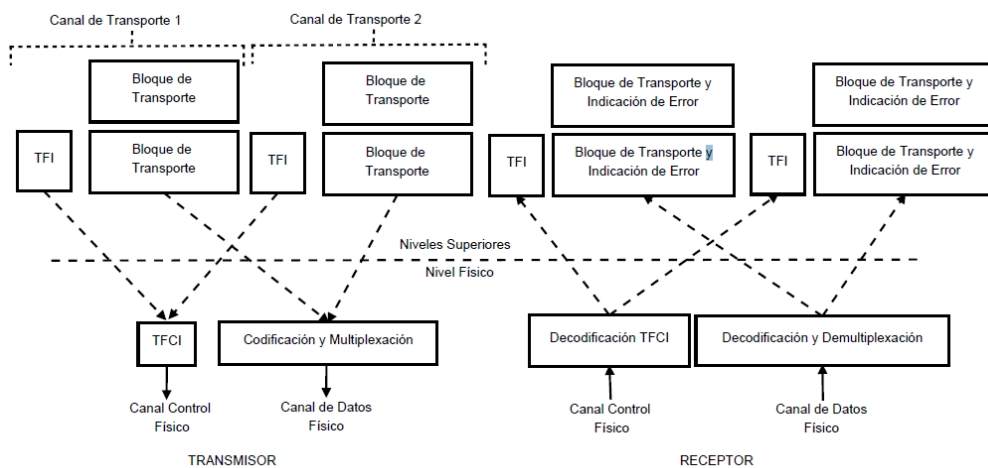 Canal de Transporte 1
Canal de Transporte 2
Bloque de
Transporte
Bloque de
Transporte
Bloque de Transporte y
Indicación de Error
Bloque de Transporte y
Indicación de Error
TFI
Bloque de
Transporte
TFI
Bloque de
Transporte
TFI
Bloque de Transporte y
Indicación de Error
TFI
Bloque de Transporte y
Indicación de Error
Niveles Superiores
Nivel Físico
TFCI
Codificación y Multiplexación
Decodificación TFCI
Decodificación y Demultiplexación
Canal Control
Físico
Canal de Datos
Físico
Canal Control
Físico
Canal de Datos
Físico
TRANSMISOR
RECEPTOR